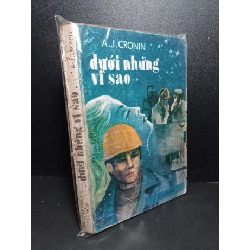 A.J.CRONIN
dưới những
vì sao
dưới những vì sao